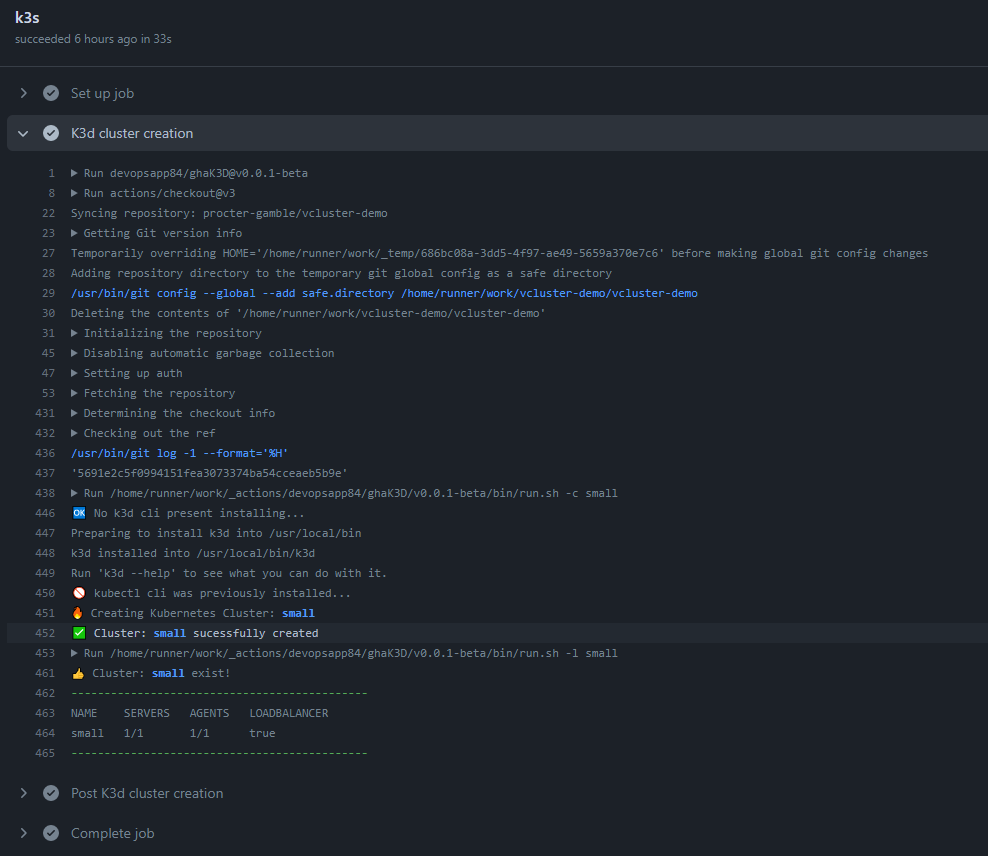 k3s
succeeded 6 hours ago in 33s
Set up job
K3d cluster creation
1 ▶ Run devopsapp84/ghaK3D@v0.0.1-beta
8 ▶ Run actions/checkout@v3
22 Syncing repository: procter-gamble/vcluster-demo
23 ▶ Getting Git version info
27 Temporarily overriding HOME='/home/runner/work/_temp/686bc08a-3dd5-4f97-ae49-5659a370e7c6' before making global git config changes
28 Adding repository directory to the temporary git global config as a safe directory
29 /usr/bin/git config --global --add safe.directory /home/runner/work/vcluster-demo/vcluster-demo
30 Deleting the contents of '/home/runner/work/vcluster-demo/vcluster-demo'
31 ▶ Initializing the repository
45 ▶ Disabling automatic garbage collection
47 ▶ Setting up auth
53 ▶ Fetching the repository
431 ▶ Determining the checkout info
432 ▶ Checking out the ref
436 /usr/bin/git log -1 --format='%H'
437 '5691e2c5f0994151fea3073374ba54cceaeb5b9e'
438 ▶ Run /home/runner/work/_actions/devopsapp84/ghaK3D/v0.0.1-beta/bin/run.sh -c small
446 🆗 No k3d cli present installing...
447 Preparing to install k3d into /usr/local/bin
448 k3d installed into /usr/local/bin/k3d
449 Run 'k3d --help' to see what you can do with it.
450 🚫 kubectl cli was previously installed...
451 🔥 Creating Kubernetes Cluster: small
452 ✅ Cluster: small sucessfully created
453 ▶ Run /home/runner/work/_actions/devopsapp84/ghaK3D/v0.0.1-beta/bin/run.sh -l small
461 👍 Cluster: small exist!
462 ---------------------------------------------
463 NAME SERVERS AGENTS LOADBALANCER
464 small 1/1 1/1 true
465 ---------------------------------------------
Post K3d cluster creation
Complete job